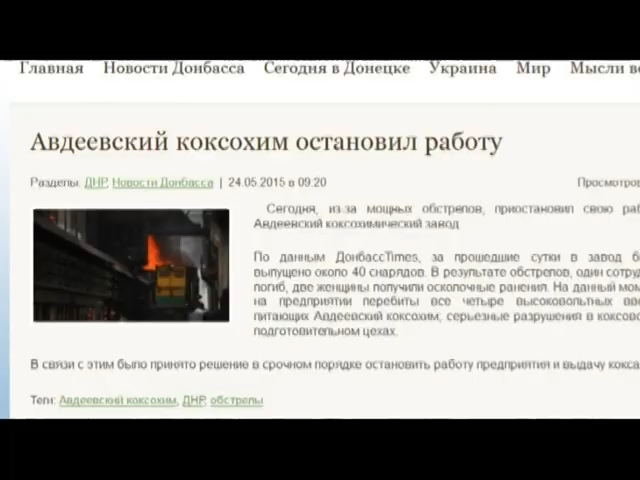 Главная Новости Донбасса Сегодня в Донецке Украина Мир Мысли
Авдеевский коксохим остановил работу
Разделы: ДНР, Новости Донбасса | 24.05.2015 в 09:20
Сегодня, из-за мощных обстрелов, приостановил свою
Авдеевский коксохимический завод
По данным ДонбассTimes, за прошедшие сутки в завод
выпущено около 40 снарядов. В результате обстрелов, один
погиб, две женщины получили осколочные ранения. На данный
на предприятии перебиты все четыре высоковольтных
питающих Авдеевский коксохим; серьезные разрушения в
подготовительном цехах.
В связи с этим было принято решение в срочном порядке остановить работу предприятия и выдачу
Теги: Авдеевский коксохим, ДНР, обстрелы